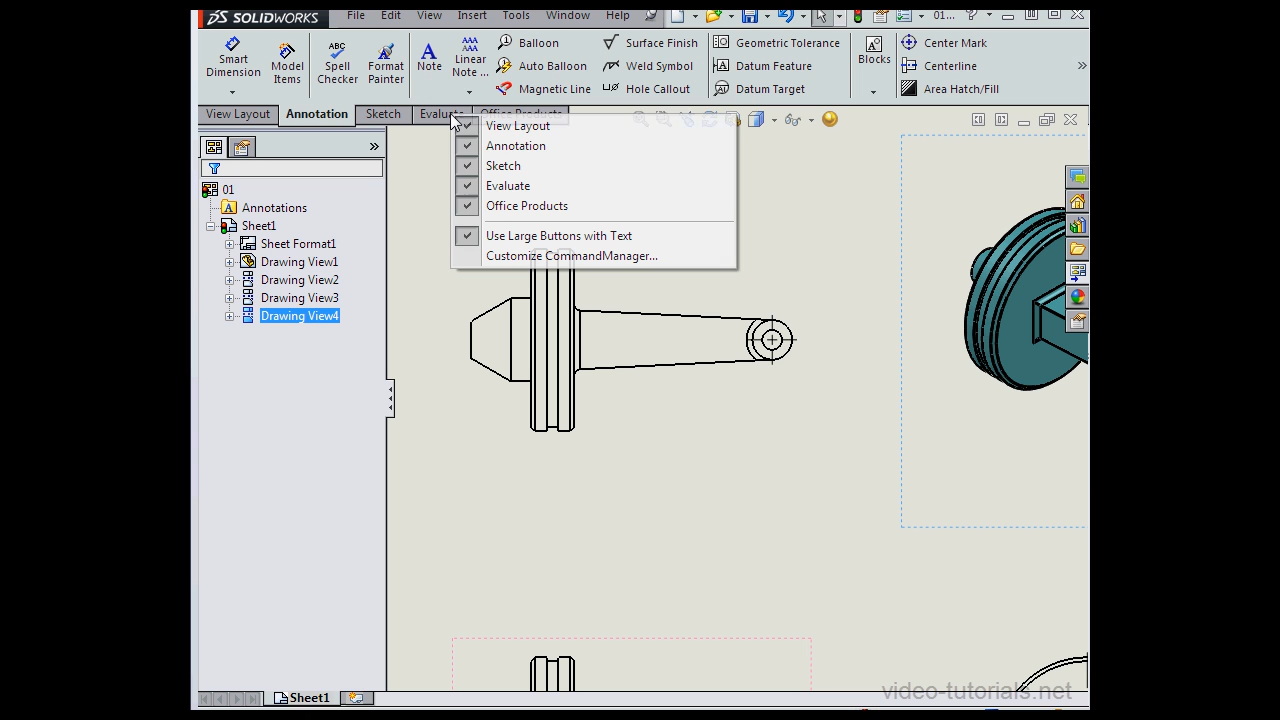 SOLIDWORKS File Edit View Insert Tools Window Help 01... ?
Smart Dimension
Model Items
Spell Checker
Format Painter
Note
Linear Note ...
Balloon
Auto Balloon
Magnetic Line
Surface Finish
Weld Symbol
Hole Callout
Geometric Tolerance
Datum Feature
Datum Target
Blocks
Center Mark
Centerline
Area Hatch/Fill
View Layout Annotation Sketch Evaluate Office Products
View Layout
Annotation
Sketch
Evaluate
Office Products
Use Large Buttons with Text
Customize CommandManager...
01
Annotations
Sheet1
Sheet Format1
Drawing View1
Drawing View2
Drawing View3
Drawing View4
Sheet1
video-tutorials.net